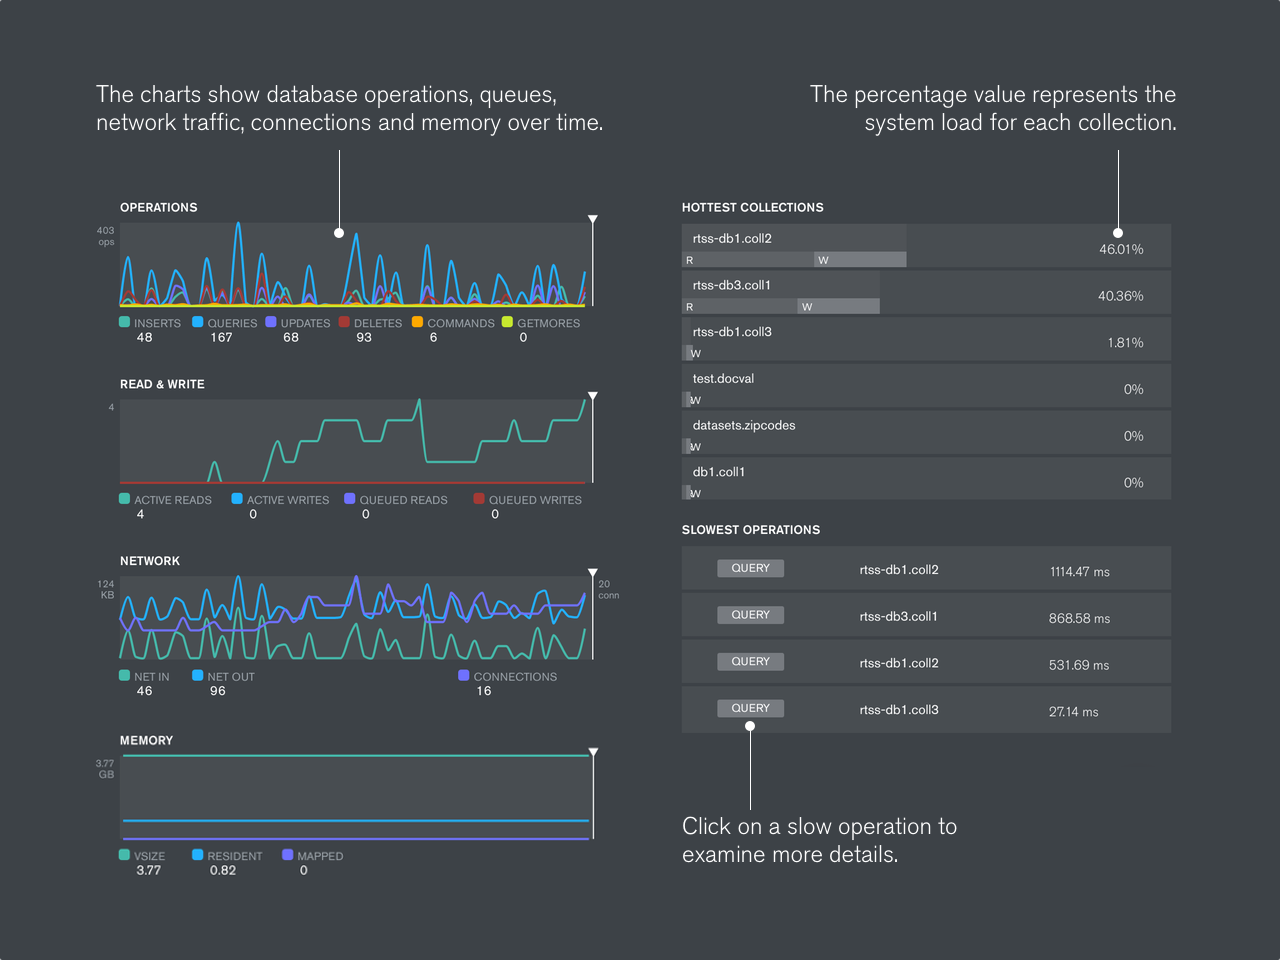 The charts show database operations, queues,
network traffic, connections and memory over time.
The percentage value represents the
system load for each collection.
OPERATIONS
403
ops
INSERTS QUERIES UPDATES DELETES COMMANDS GETMORES
48 167 68 93 6 0
READ & WRITE
4
ACTIVE READS ACTIVE WRITES QUEUED READS QUEUED WRITES
4 0 0 0
NETWORK
124
KB
20
conn
NET IN NET OUT CONNECTIONS
46 96 16
MEMORY
3.77
GB
VSIZE RESIDENT MAPPED
3.77 0.82 0
HOTTEST COLLECTIONS
rtss-db1.coll2
46.01%
R W
rtss-db3.coll1
40.36%
R W
rtss-db1.coll3
1.81%
W
test.docval
0%
W
datasets.zipcodes
0%
W
db1.coll1
0%
W
SLOWEST OPERATIONS
QUERY rtss-db1.coll2 1114.47 ms
QUERY rtss-db3.coll1 868.58 ms
QUERY rtss-db1.coll2 531.69 ms
QUERY rtss-db1.coll3 27.14 ms
Click on a slow operation to
examine more details.